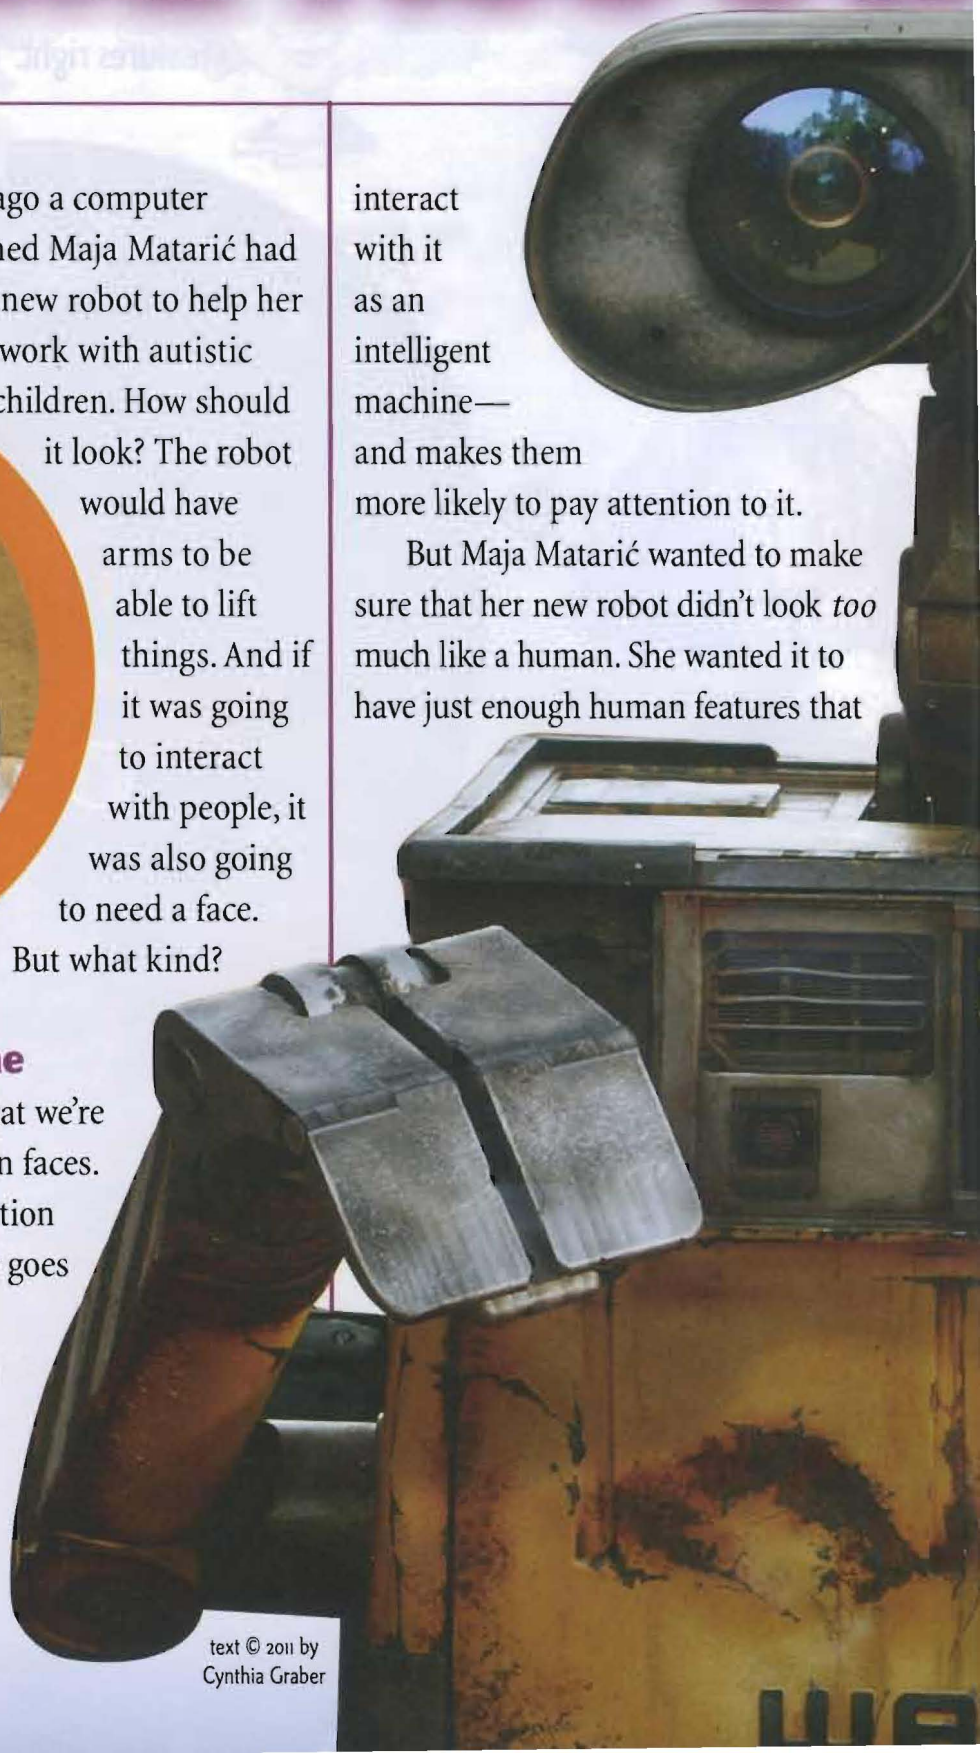 ago a computer
Maja Matarić had
new robot to help her
work with autistic
children. How should
it look? The robot
would have
arms to be
able to lift
things. And if
it was going
to interact
with people, it
was also going
to need a face.
But what kind?
at we're
faces.
goes
interact
with it
as an
intelligent
machine—
and makes them
more likely to pay attention to it.
But Maja Matarić wanted to make
sure that her new robot didn't look too
much like a human. She wanted it to
have just enough human features that
text © 2011 by
Cynthia Graber
WA